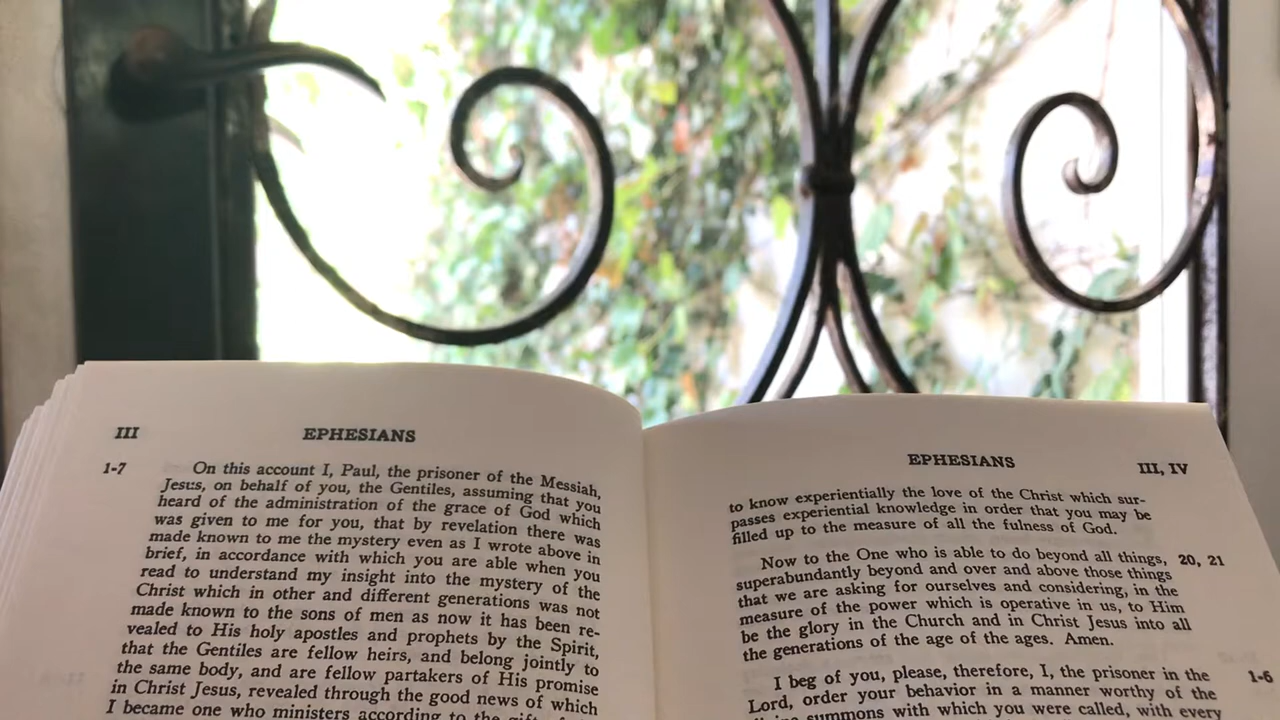 III EPHESIANS
1-7 On this account I, Paul, the prisoner of the Messiah,
Jesus, on behalf of you, the Gentiles, assuming that you
heard of the administration of the grace of God which
was given to me for you, that by revelation there was
made known to me the mystery even as I wrote above in
brief, in accordance with which you are able when you
read to understand my insight into the mystery of the
Christ which in other and different generations was not
made known to the sons of men as now it has been re-
vealed to His holy apostles and prophets by the Spirit,
that the Gentiles are fellow heirs, and belong jointly to
the same body, and are fellow partakers of His promise
in Christ Jesus, revealed through the good news of which
I became one who ministers according to the gift of
EPHESIANS III, IV
to know experientially the love of the Christ which sur-
passes experiential knowledge in order that you may be
filled up to the measure of all the fulness of God.
Now to the One who is able to do beyond all things, 20, 21
superabundantly beyond and over and above those things
that we are asking for ourselves and considering, in the
measure of the power which is operative in us, to Him
be the glory in the Church and in Christ Jesus into all
the generations of the age of the ages. Amen.
I beg of you, please, therefore, I, the prisoner in the 1-6
Lord, order your behavior in a manner worthy of the
summons with which you were called, with every